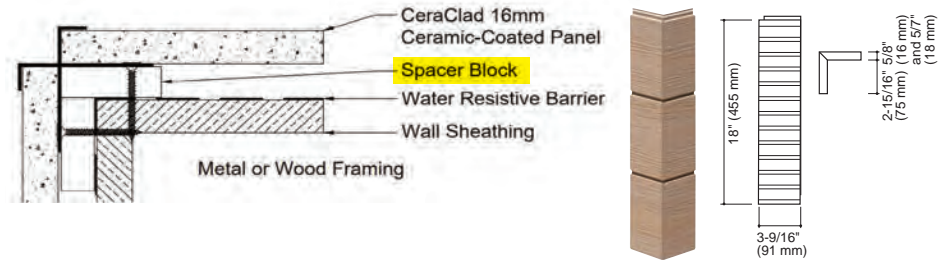 CeraClad 16mm
Ceramic-Coated Panel
Spacer Block
Water Resistive Barrier
Wall Sheathing
Metal or Wood Framing
18" (455 mm)
3-9/16"
(91 mm)
2-15/16" 5/8"
(75 mm) (16 mm)
and 5/7"
(18 mm)